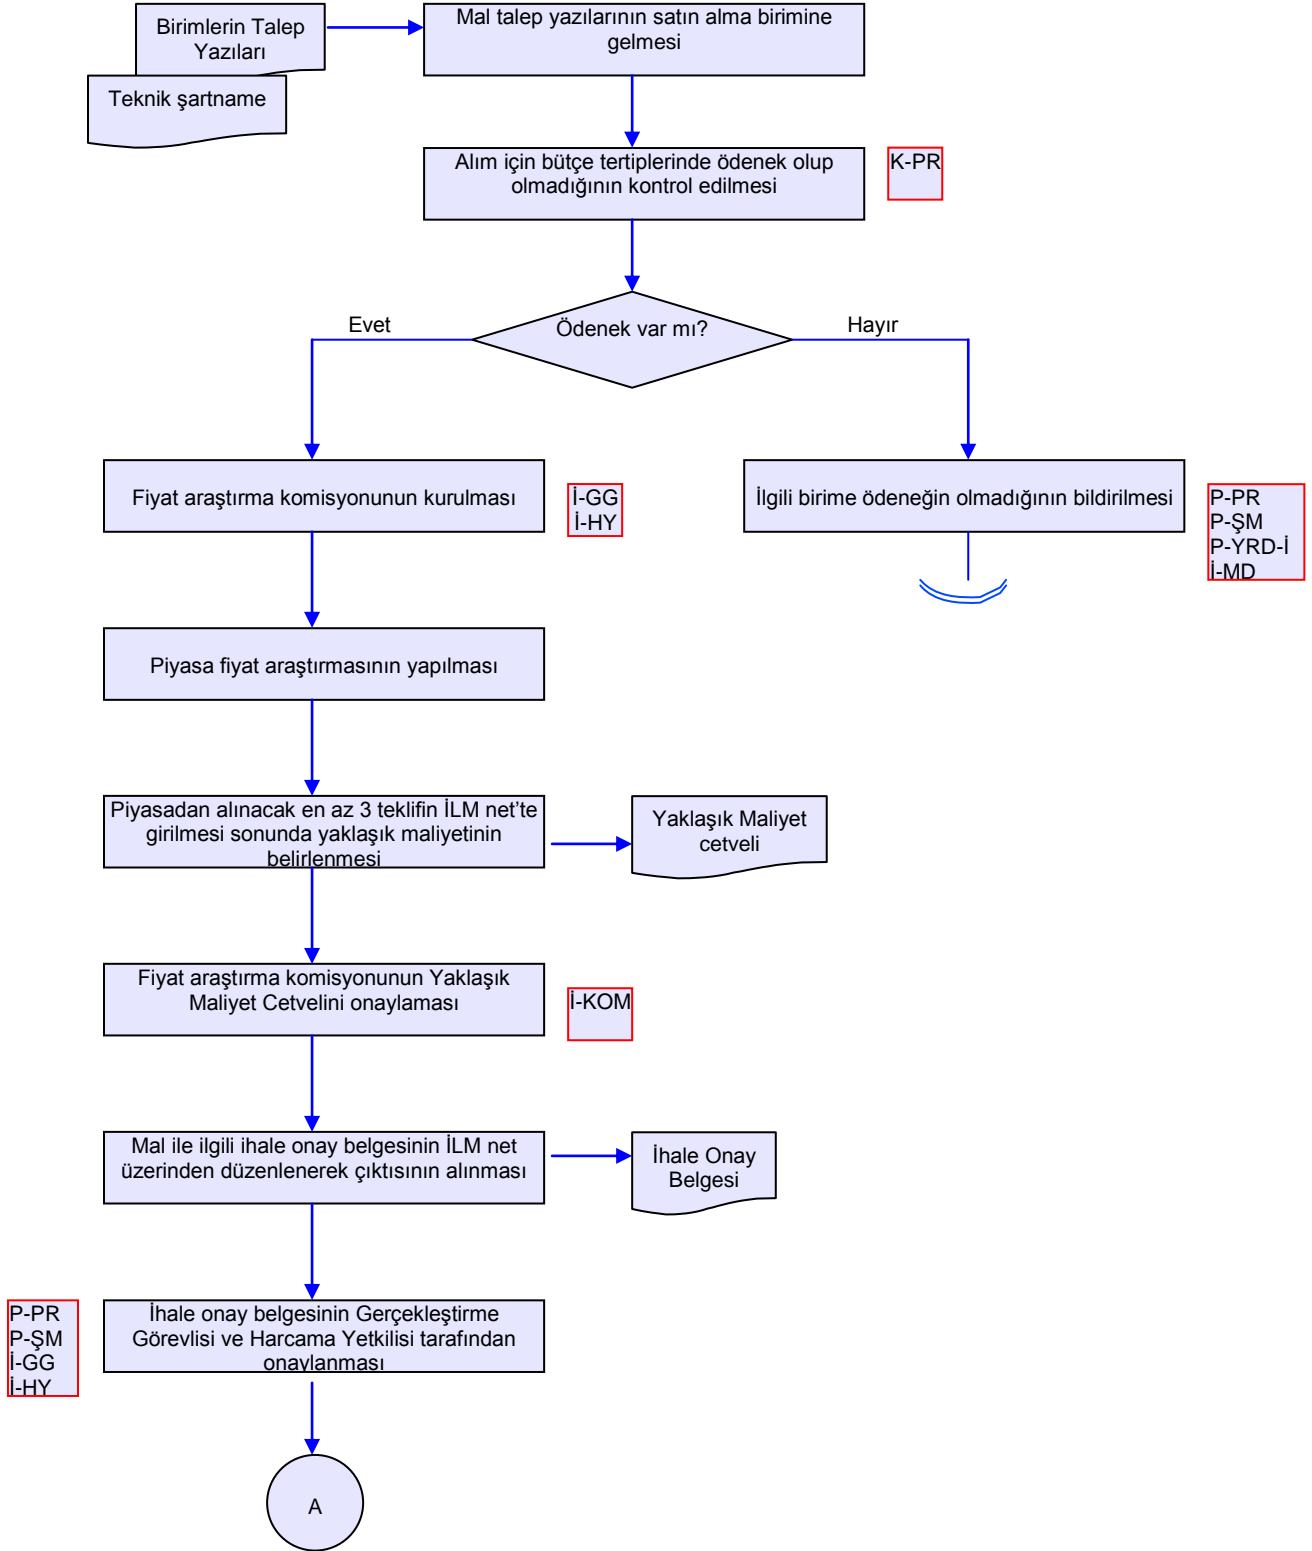 Birimlerin Talep
Yazıları
Mal talep yazılarının satın alma birimine
gelmesi
Teknik şartname
Alım için bütçe tertiplerinde ödenek olup
olmadığının kontrol edilmesi
K-PR
Ödenek var mı?
Evet
Hayır
Fiyat araştırma komisyonunun kurulması
İ-GG
İ-HY
İlgili birime ödeneğin olmadığının bildirilmesi
P-PR
P-ŞM
P-YRD-İ
İ-MD
Piyasa fiyat araştırmasının yapılması
Piyasadan alınacak en az 3 teklifin İLM net’te
girilmesi sonunda yaklaşık maliyetinin
belirlenmesi
Yaklaşık Maliyet
cetveli
Fiyat araştırma komisyonunun Yaklaşık
Maliyet Cetvelini onaylaması
İ-KOM
Mal ile ilgili ihale onay belgesinin İLM net
üzerinden düzenlenerek çıktısının alınması
İhale Onay
Belgesi
P-PR
P-ŞM
İ-GG
İ-HY
İhale onay belgesinin Gerçekleştirme
Görevlisi ve Harcama Yetkilisi tarafından
onaylanması
A